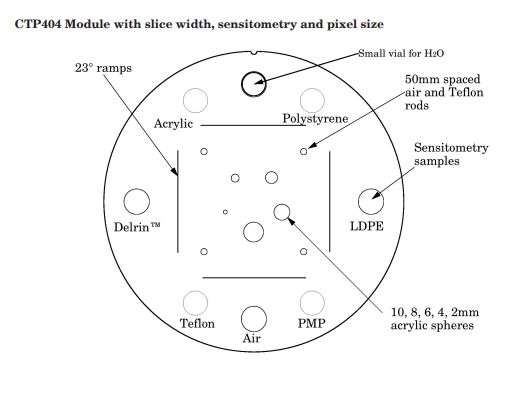 CTP404 Module with slice width, sensitometry and pixel size
Small vial for H2O
23° ramps
50mm spaced
air and Teflon
rods
Acrylic
Polystyrene
Sensitometry
samples
Delrin™
LDPE
10, 8, 6, 4, 2mm
acrylic spheres
Teflon
Air
PMP